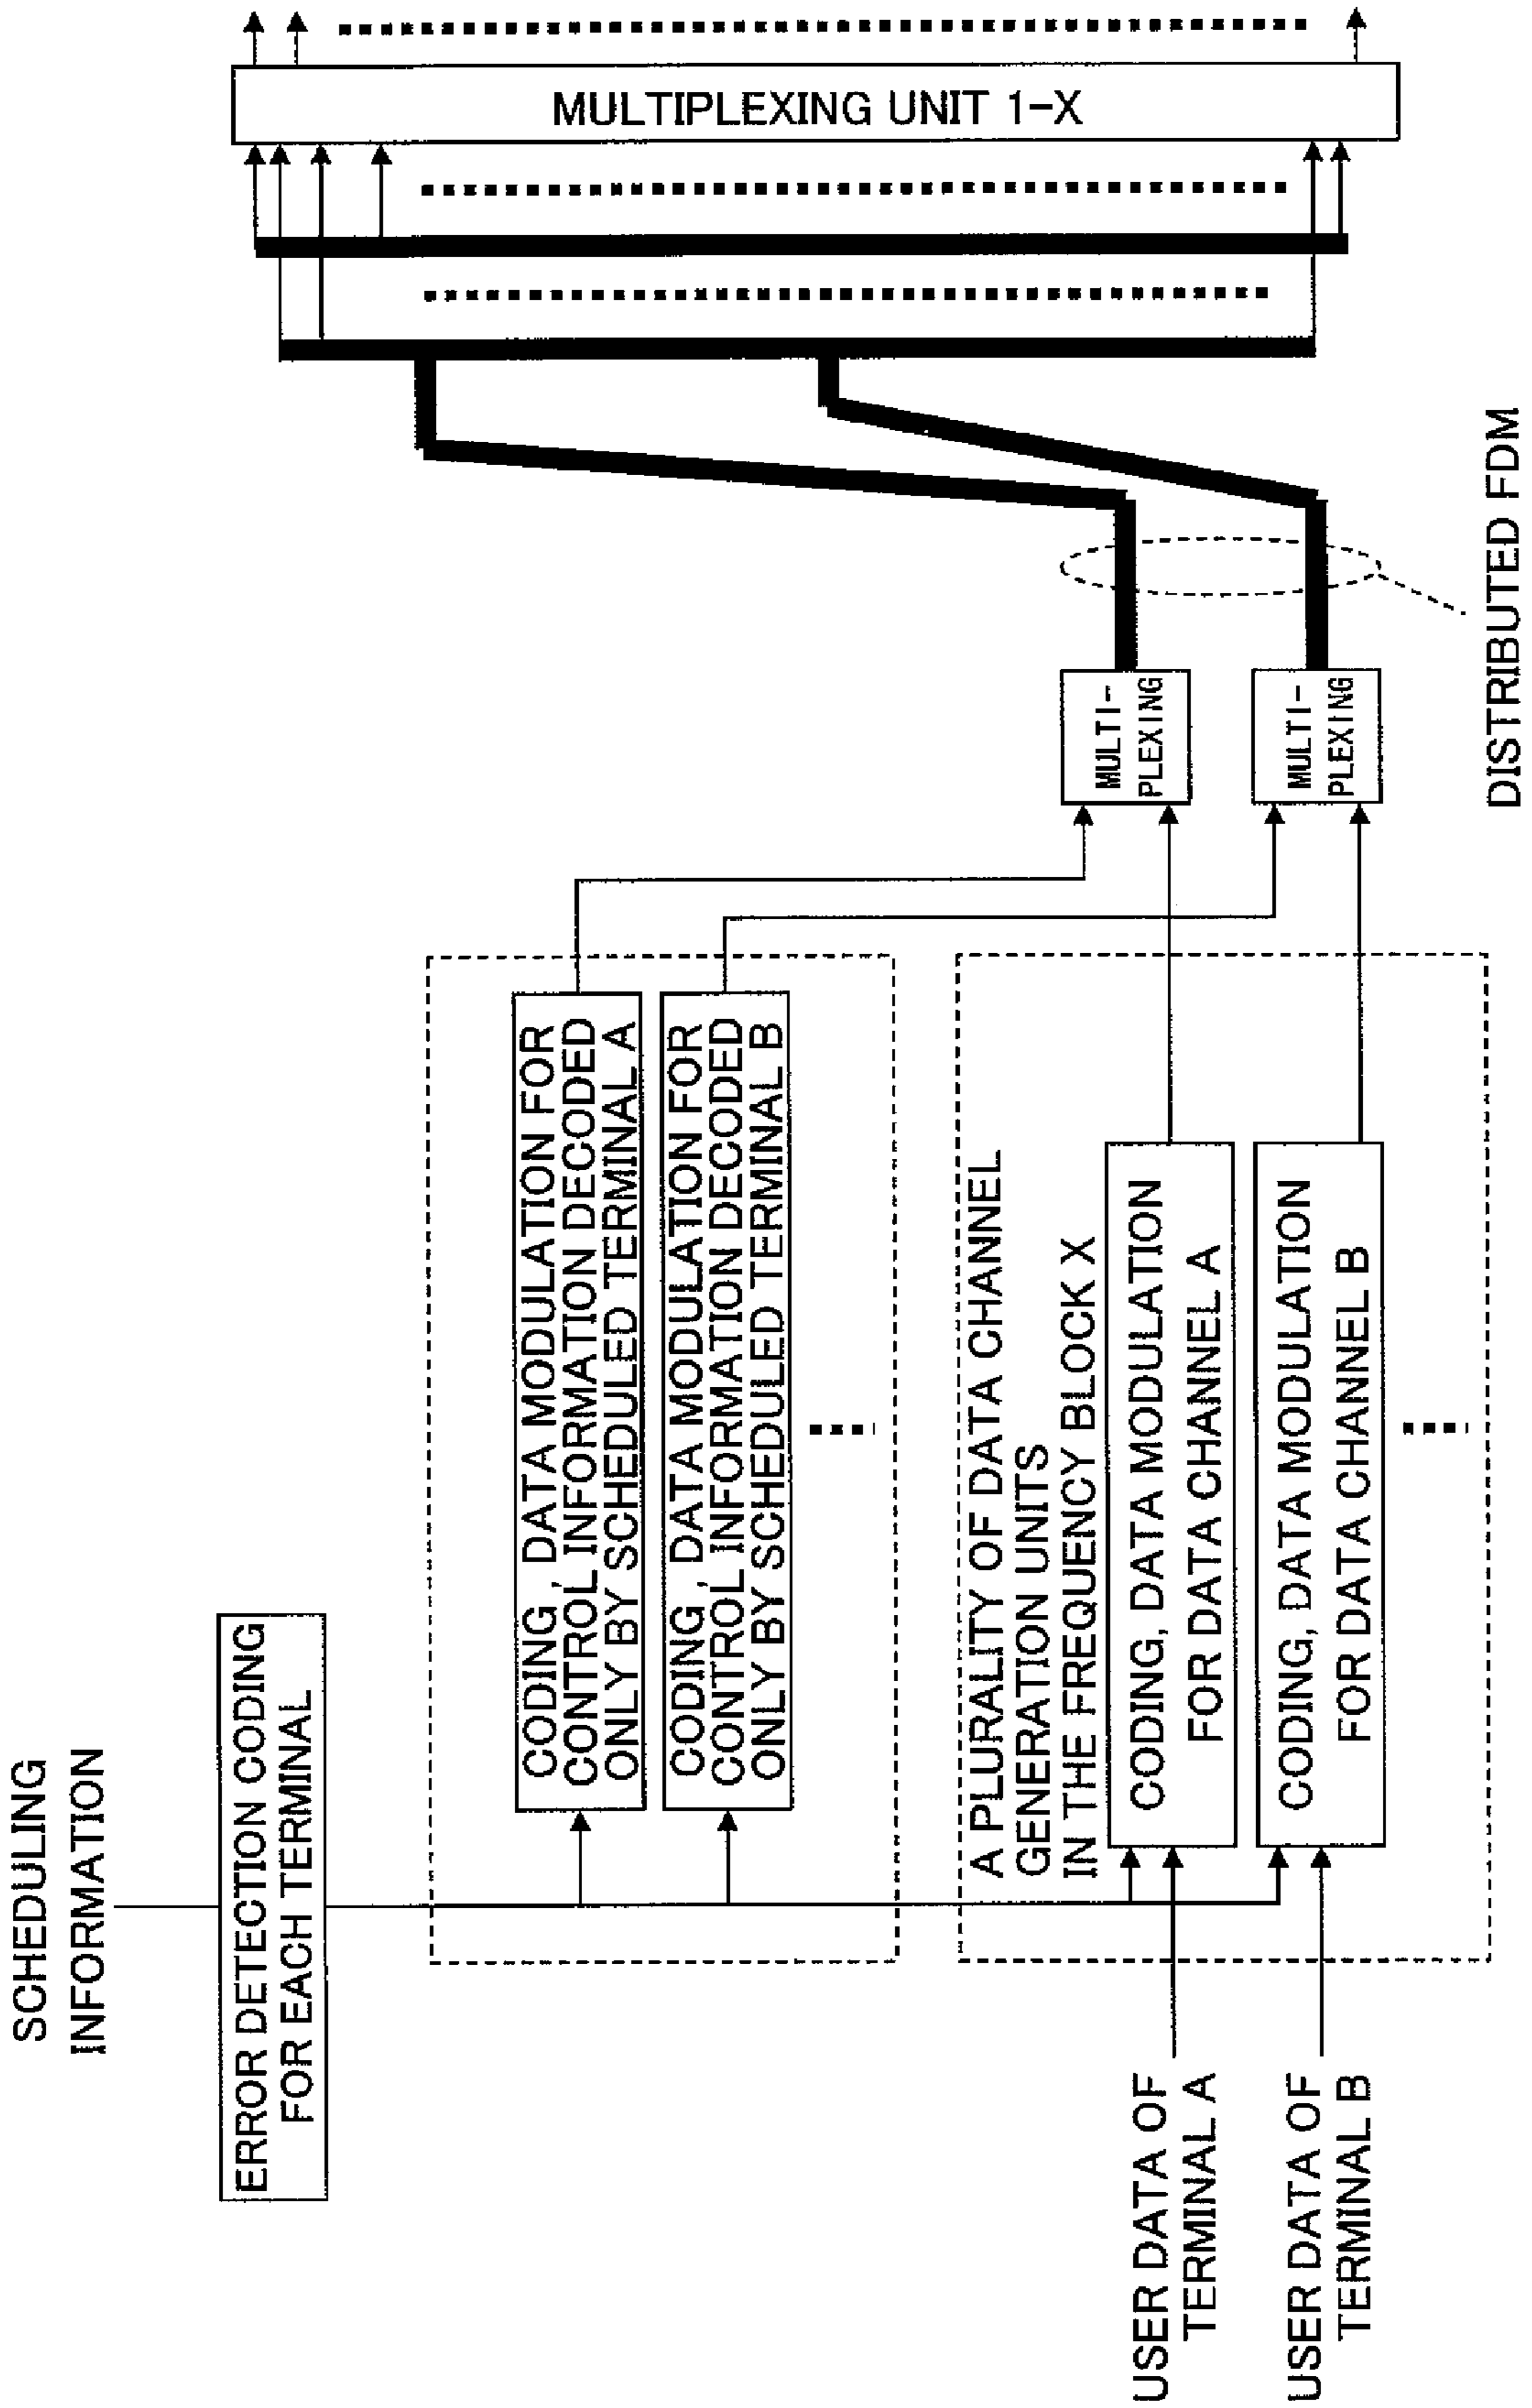 SCHEDULING
INFORMATION
ERROR DETECTION CODING
FOR EACH TERMINAL
CODING, DATA MODULATION FOR
CONTROL INFORMATION DECODED
ONLY BY SCHEDULED TERMINAL A
CODING, DATA MODULATION FOR
CONTROL INFORMATION DECODED
ONLY BY SCHEDULED TERMINAL B
A PLURALITY OF DATA CHANNEL
GENERATION UNITS
IN THE FREQUENCY BLOCK X
CODING, DATA MODULATION
FOR DATA CHANNEL A
CODING, DATA MODULATION
FOR DATA CHANNEL B
USER DATA OF
TERMINAL A
USER DATA OF
TERMINAL B
MULTI-
PLEXING
MULTI-
PLEXING
DISTRIBUTED FDM
MULTIPLEXING UNIT 1-X